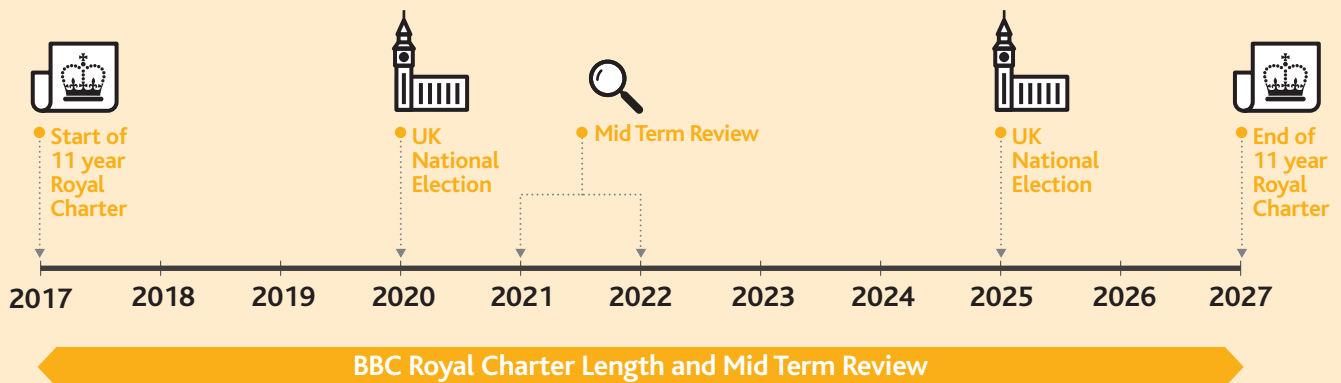 Start of
11 year
Royal
Charter
UK
National
Election
Mid Term Review
UK
National
Election
End of
11 year
Royal
Charter
2017 2018 2019 2020 2021 2022 2023 2024 2025 2026 2027
BBC Royal Charter Length and Mid Term Review